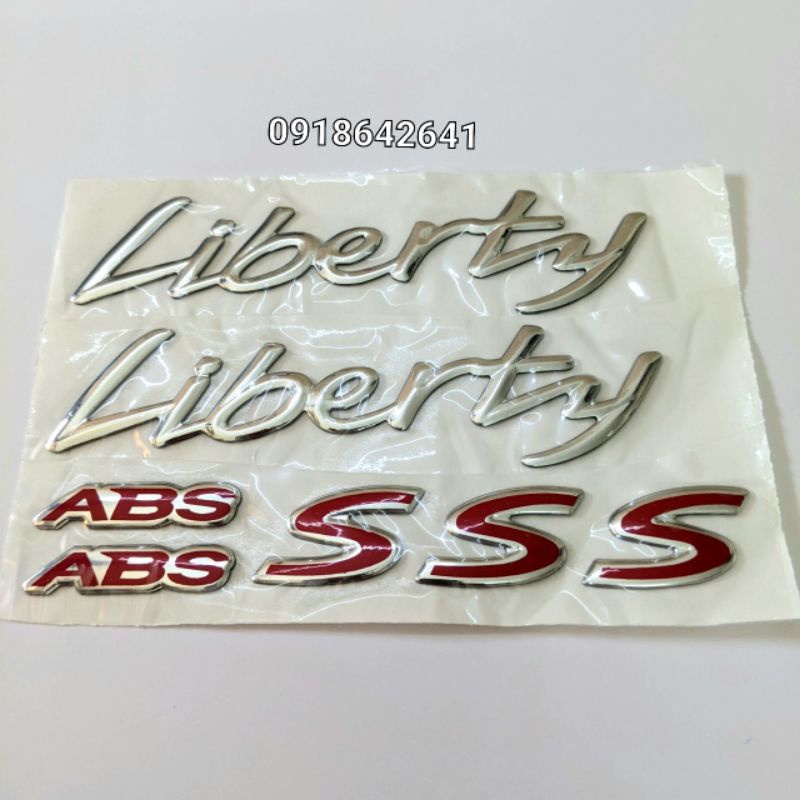 0918642641
Liberty
Liberty
ABS S S S
ABS